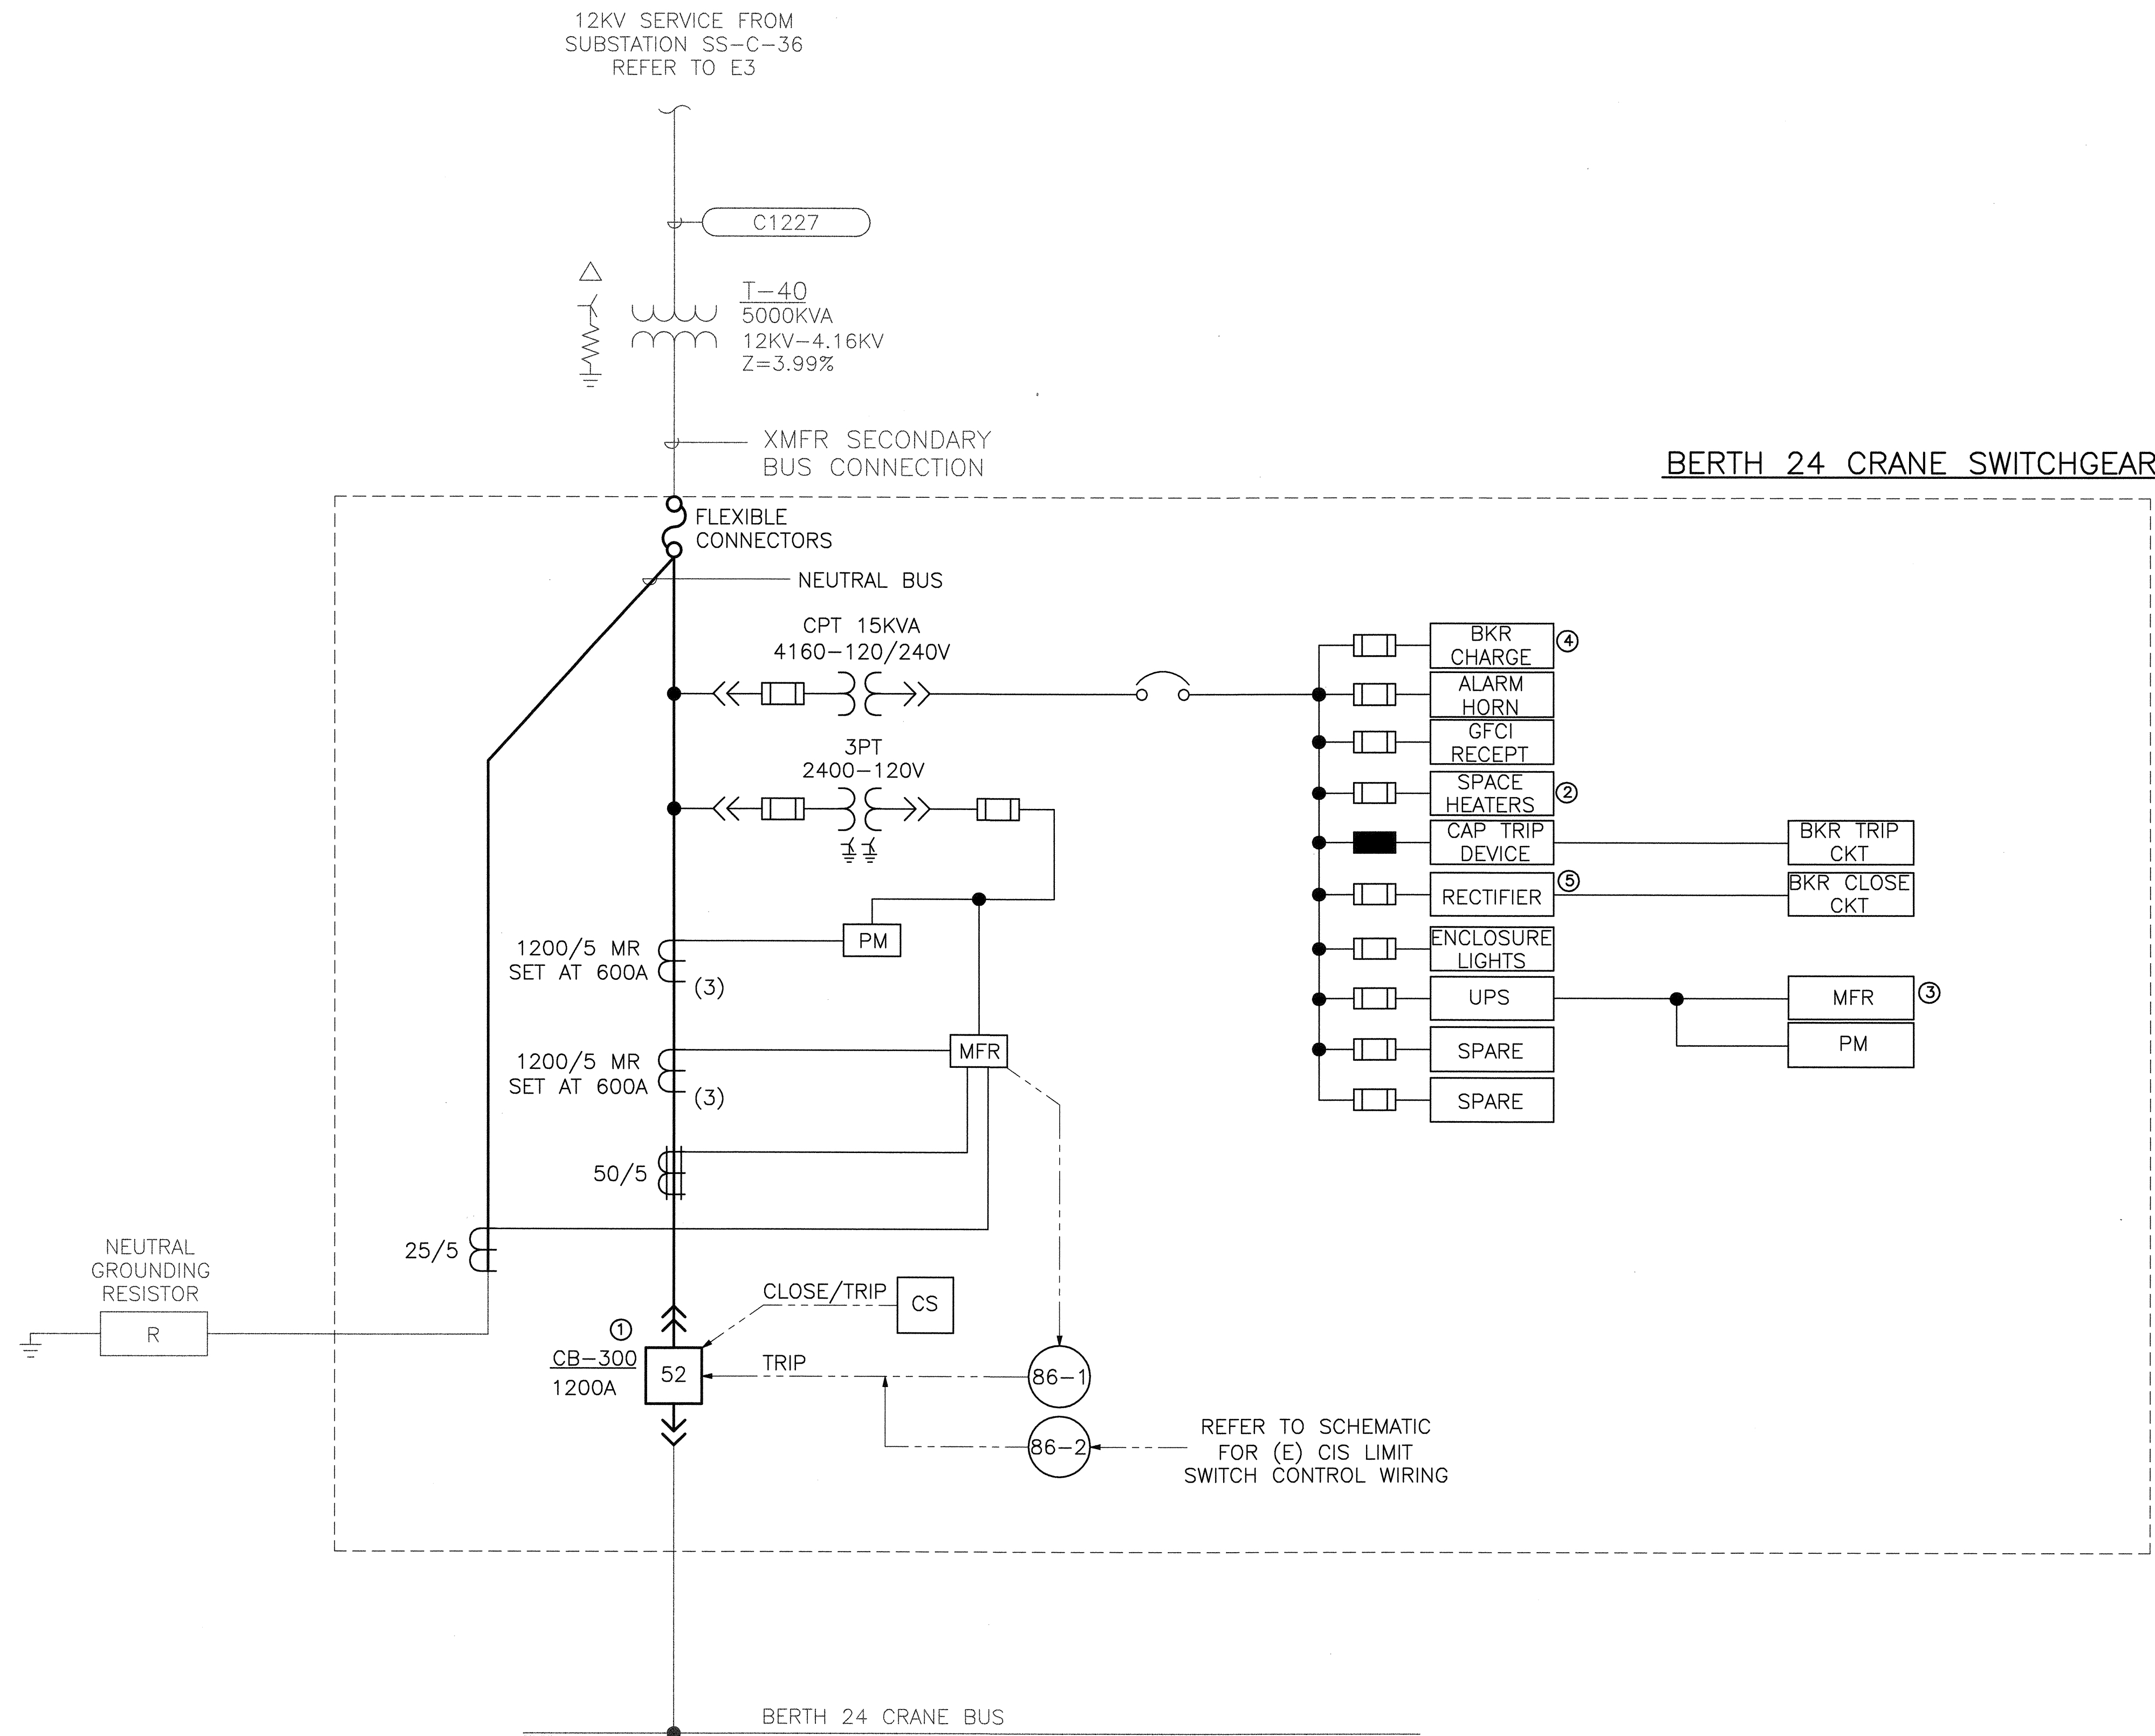 12KV SERVICE FROM
SUBSTATION SS-C-36
REFER TO E3
C1227
T-40
5000KVA
12KV-4.16KV
Z=3.99%
XMFR SECONDARY
BUS CONNECTION
BERTH 24 CRANE SWITCHGEAR
FLEXIBLE
CONNECTORS
NEUTRAL BUS
CPT 15KVA
4160-120/240V
3PT
2400-120V
BKR
CHARGE
④
ALARM
HORN
GFCI
RECEPT
SPACE
HEATERS
②
CAP TRIP
DEVICE
BKR TRIP
CKT
RECTIFIER
⑤
BKR CLOSE
CKT
ENCLOSURE
LIGHTS
UPS
MFR
③
PM
SPARE
SPARE
PM
1200/5 MR
SET AT 600A
(3)
MFR
1200/5 MR
SET AT 600A
(3)
50/5
25/5
NEUTRAL
GROUNDING
RESISTOR
R
CLOSE/TRIP
CS
①
CB-300
1200A
52
TRIP
86-1
86-2
REFER TO SCHEMATIC
FOR (E) CIS LIMIT
SWITCH CONTROL WIRING
BERTH 24 CRANE BUS